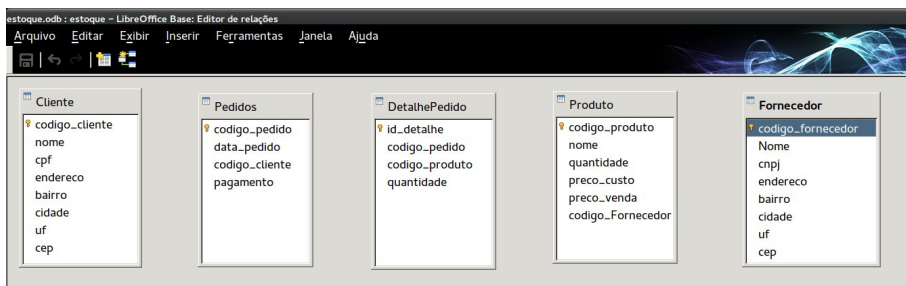 estoque.odb : estoque – LibreOffice Base: Editor de relações
Arquivo Editar Exibir Inserir Ferramentas Janela Ajuda
Cliente
codigo_cliente
nome
cpf
endereco
bairro
cidade
uf
cep
Pedidos
codigo_pedido
data_pedido
codigo_cliente
pagamento
DetalhePedido
id_detalhe
codigo_pedido
codigo_produto
quantidade
Produto
codigo_produto
nome
quantidade
preco_custo
preco_venda
codigo_Fornecedor
Fornecedor
codigo_fornecedor
Nome
cnpj
endereco
bairro
cidade
uf
cep